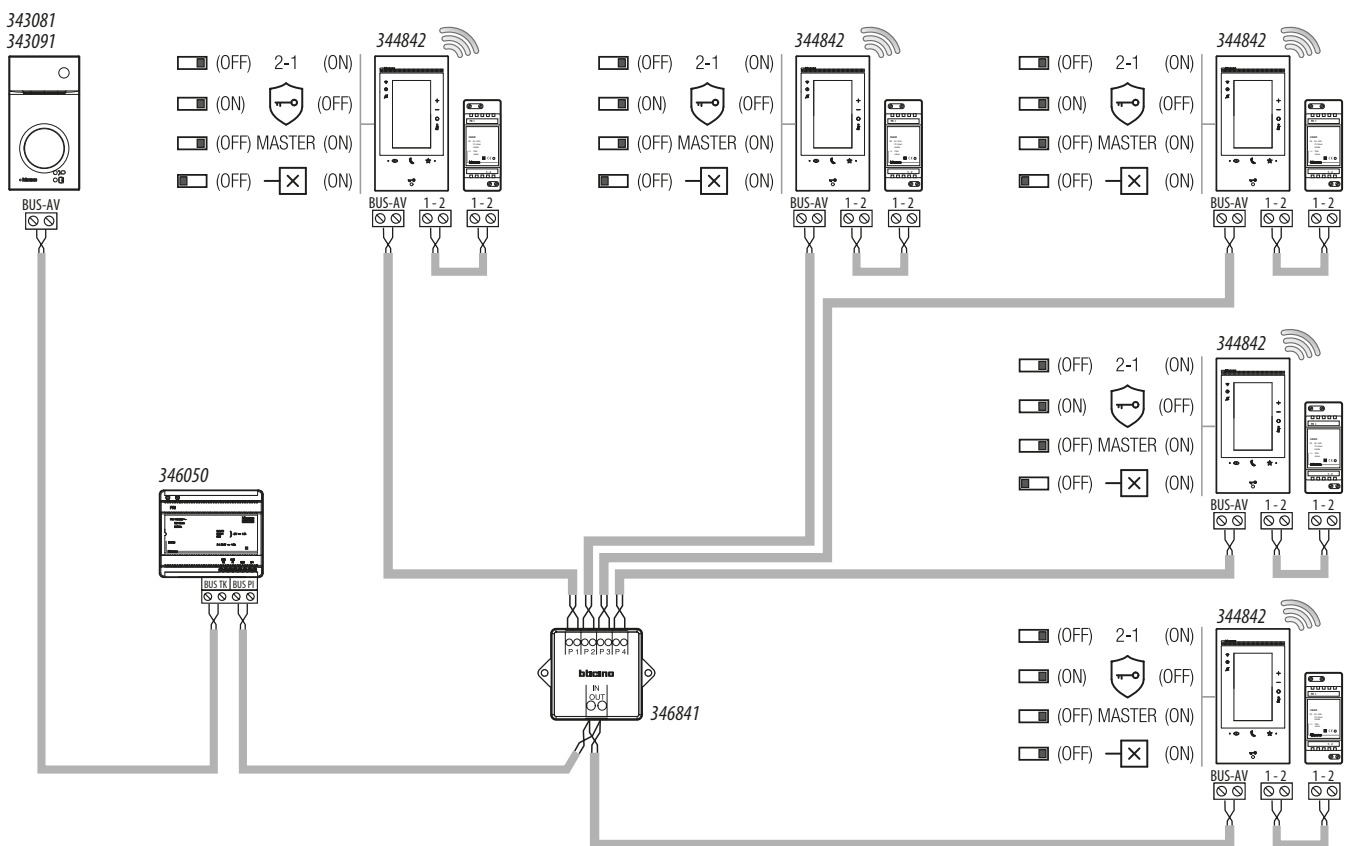 343081
343091
BUS-AV
344842
(OFF) 2-1 (ON)
(ON) (OFF)
(OFF) MASTER (ON)
(OFF) (ON)
BUS-AV 1 - 2 1 - 2
344842
(OFF) 2-1 (ON)
(ON) (OFF)
(OFF) MASTER (ON)
(OFF) (ON)
BUS-AV 1 - 2 1 - 2
344842
(OFF) 2-1 (ON)
(ON) (OFF)
(OFF) MASTER (ON)
(OFF) (ON)
BUS-AV 1 - 2 1 - 2
344842
(OFF) 2-1 (ON)
(ON) (OFF)
(OFF) MASTER (ON)
(OFF) (ON)
BUS-AV 1 - 2 1 - 2
346050
BUS TK BUS PI
P1 P2 P3 P4
bticino
IN
OUT
346841
344842
(OFF) 2-1 (ON)
(ON) (OFF)
(OFF) MASTER (ON)
(OFF) (ON)
BUS-AV 1 - 2 1 - 2